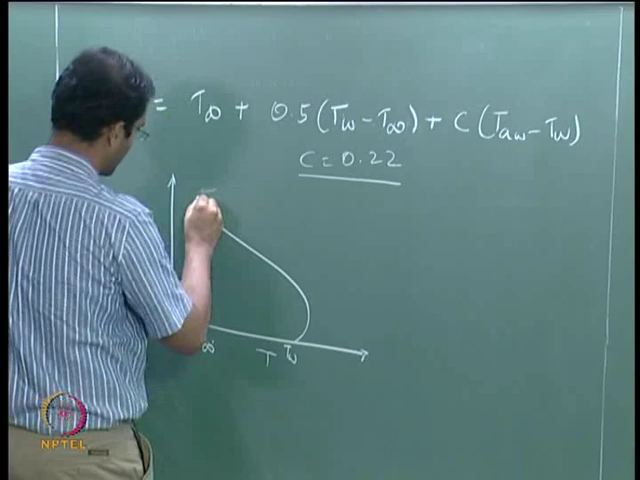 = T∞ + 0.5 (Tw - T∞) + C (Taw - Tw)
C = 0.22
∞ T Tw
NPTEL